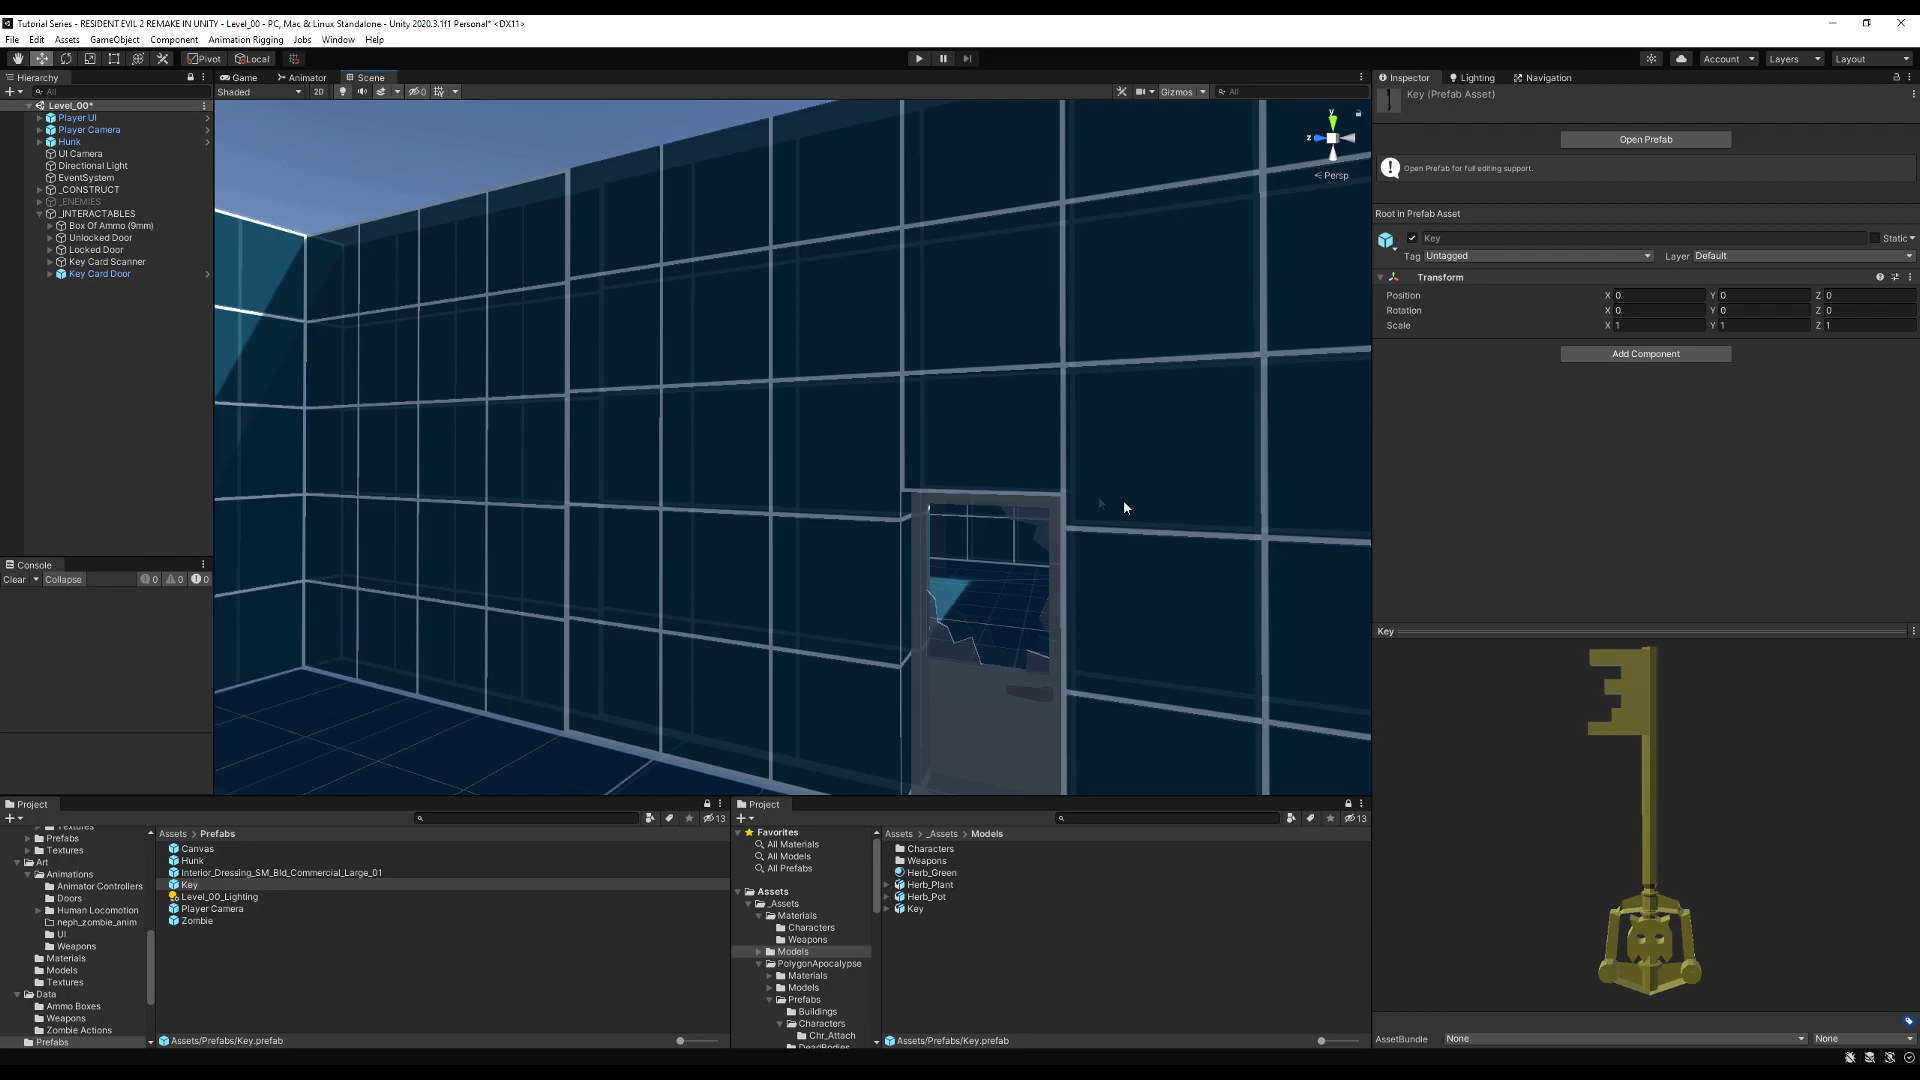 Tutorial Series - RESIDENT EVIL 2 REMAKE IN UNITY - Level_00 - PC, Mac & Linux Standalone - Unity 2020.3.1f1 Personal* <DX11>
File Edit Assets GameObject Component Animation Rigging Jobs Window Help
Pivot Local Account Layers Layout
Hierarchy
All
Level_00*
Player UI
Player Camera
Hunk
UI Camera
Directional Light
EventSystem
_CONSTRUCT
_ENEMIES
_INTERACTABLES
Box Of Ammo (9mm)
Unlocked Door
Locked Door
Key Card Scanner
Key Card Door
Console
Clear Collapse 0 0 0
Game Animator Scene
Shaded 2D 0 Gizmos All
y
z
Persp
Inspector Lighting Navigation
Key (Prefab Asset)
Open Prefab
Open Prefab for full editing support.
Root in Prefab Asset
Key Static
Tag Untagged Layer Default
Transform
Position X 0 Y 0 Z 0
Rotation X 0 Y 0 Z 0
Scale X 1 Y 1 Z 1
Add Component
Key
AssetBundle None None
Project
13
Textures
Prefabs
Textures
Art
Animations
Animator Controllers
Doors
Human Locomotion
neph_zombie_anim
UI
Weapons
Materials
Models
Textures
Data
Ammo Boxes
Weapons
Zombie Actions
Prefabs
Assets > Prefabs
Canvas
Hunk
Interior_Dressing_SM_Bld_Commercial_Large_01
Key
Level_00_Lighting
Player Camera
Zombie
Assets/Prefabs/Key.prefab
Project
13
Favorites
All Materials
All Models
All Prefabs
Assets
_Assets
Materials
Characters
Weapons
Models
PolygonApocalypse
Materials
Models
Prefabs
Buildings
Characters
Chr_Attach
DeadBodies
Assets > _Assets > Models
Characters
Weapons
Herb_Green
Herb_Plant
Herb_Pot
Key
Assets/Prefabs/Key.prefab